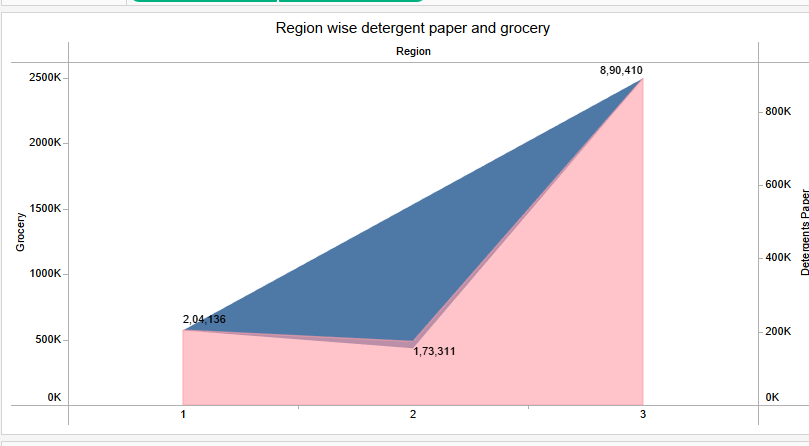 Region wise detergent paper and grocery
Region
2500K
2000K
1500K
1000K
500K
0K
Grocery
8,90,410
2,04,136
1,73,311
800K
600K
400K
200K
0K
Detergents Paper
1
2
3